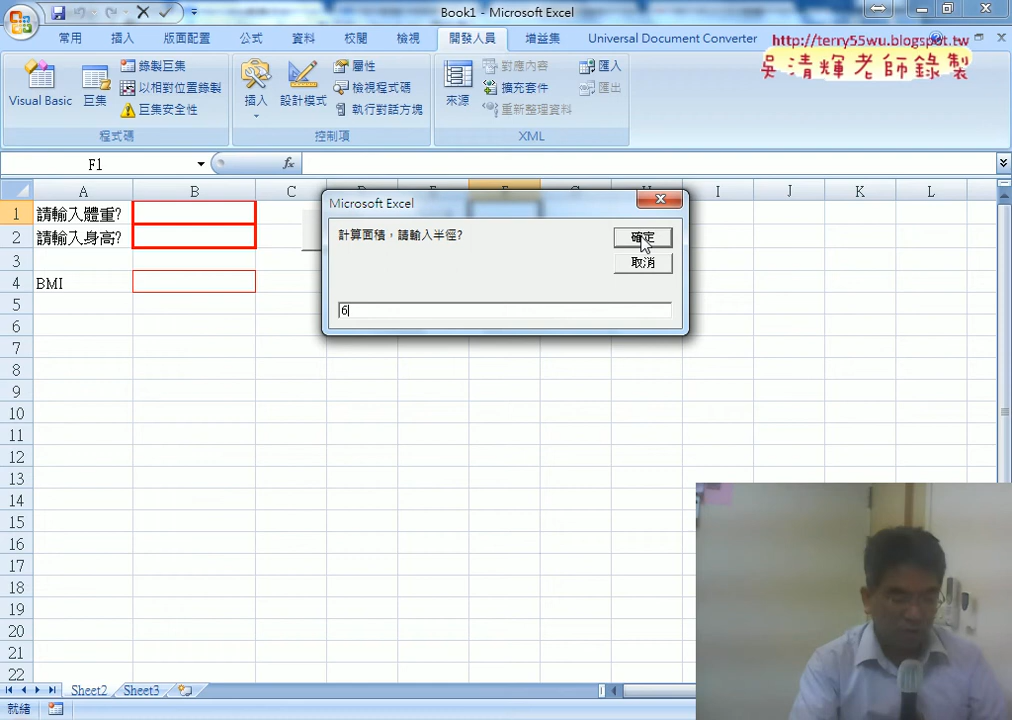 Book1 - Microsoft Excel
常用 插入 版面配置 公式 資料 校閱 檢視 開發人員 增益集 Universal Document Converter
http://terry55wu.blogspot.tw
吳清輝老師錄製
Visual Basic 巨集 錄製巨集
以相對位置錄製
巨集安全性
程式碼
插入 設計模式 屬性
檢視程式碼
執行對話方塊
控制項
來源 對應內容 匯入
擴充套件 匯出
重新整理資料
XML
F1 fx
A B C I J K L
1 請輸入體重?
2 請輸入身高?
3
4 BMI
5
6
7
8
9
10
11
12
13
14
15
16
17
18
19
20
21
22
Microsoft Excel
計算面積，請輸入半徑?
確定
取消
6
Sheet2 Sheet3
就緒